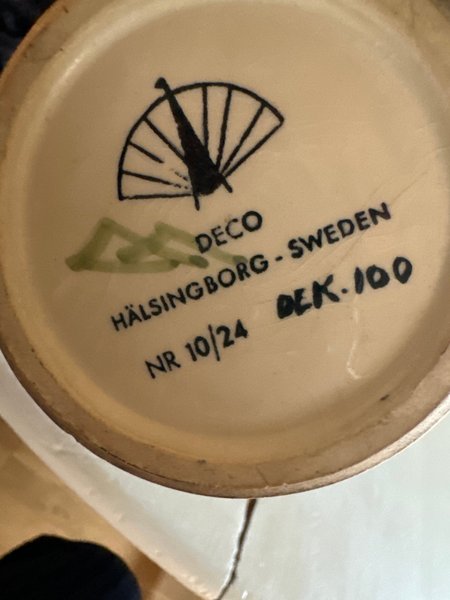 DECO
HÄLSINGBORG - SWEDEN
NR 10/24 DEK.100